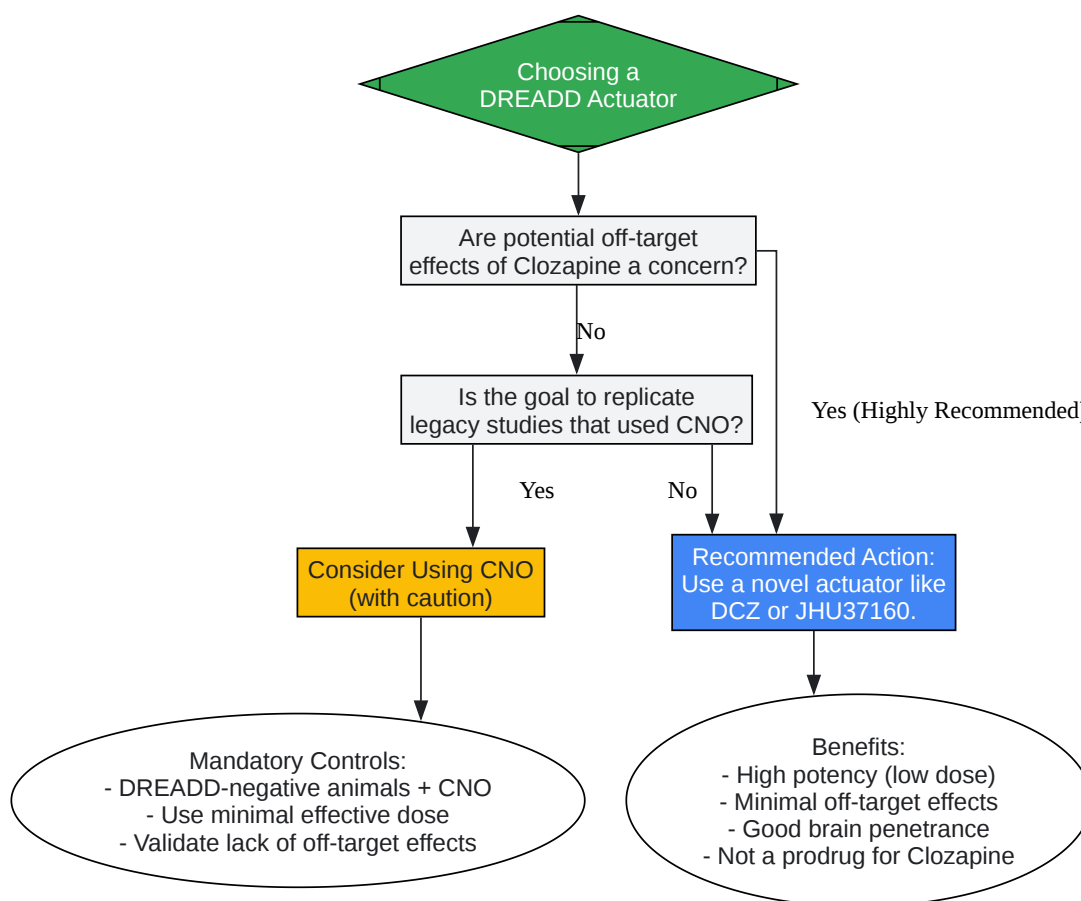 Choosing a
DREADD Actuator
Are potential off-target
effects of Clozapine a concern?
No
Is the goal to replicate
legacy studies that used CNO?
Yes (Highly Recommended)
Yes
No
Consider Using CNO
(with caution)
Recommended Action:
Use a novel actuator like
DCZ or JHU37160.
Mandatory Controls:
- DREADD-negative animals + CNO
- Use minimal effective dose
- Validate lack of off-target effects
Benefits:
- High potency (low dose)
- Minimal off-target effects
- Good brain penetrance
- Not a prodrug for Clozapine